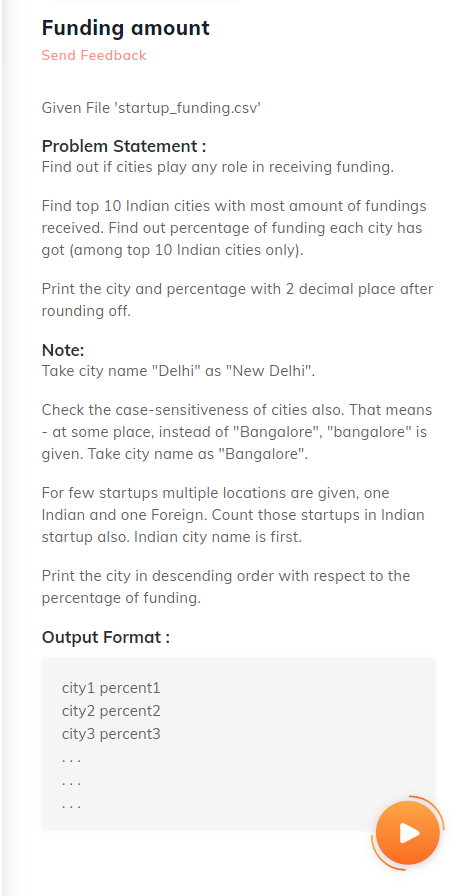 Funding amount
Send Feedback
Given File 'startup_funding.csv'
Problem Statement :
Find out if cities play any role in receiving funding.
Find top 10 Indian cities with most amount of fundings
received. Find out percentage of funding each city has
got (among top 10 Indian cities only).
Print the city and percentage with 2 decimal place after
rounding off.
Note:
Take city name "Delhi" as "New Delhi".
Check the case-sensitiveness of cities also. That means
- at some place, instead of "Bangalore", "bangalore" is
given. Take city name as "Bangalore".
For few startups multiple locations are given, one
Indian and one Foreign. Count those startups in Indian
startup also. Indian city name is first.
Print the city in descending order with respect to the
percentage of funding.
Output Format :
city1 percent1
city2 percent2
city3 percent3
. . .
. . .
. . .